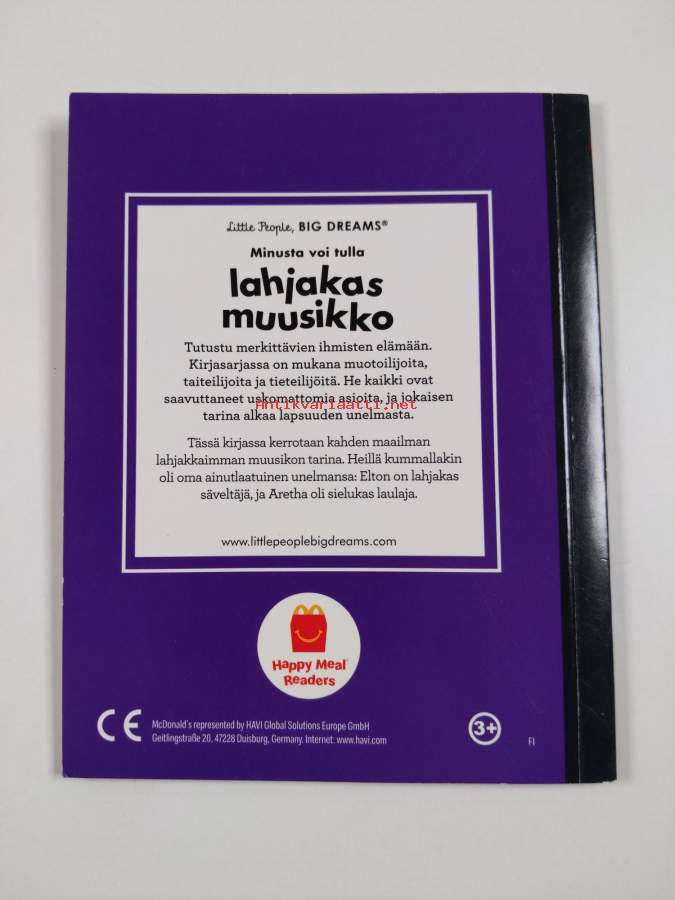 Little People, BIG DREAMS®
Minusta voi tulla
lahjakas
muusikko
Tutustu merkittävien ihmisten elämään.
Kirjasarjassa on mukana muotoilijoita,
taiteilijoita ja tieteilijöitä. He kaikki ovat
saavuttaneet uskomattomia asioita, ja jokaisen
Antikvariaatti.net
tarina alkaa lapsuuden unelmasta.
Tässä kirjassa kerrotaan kahden maailman
lahjakkaimman muusikon tarina. Heillä kummallakin
oli oma ainutlaatuinen unelmansa: Elton on lahjakas
säveltäjä, ja Aretha oli sielukas laulaja.
www.littlepeoplebigdreams.com
Happy Meal
Readers
CE
McDonald's represented by HAVI Global Solutions Europe GmbH
Geitlingstraße 20, 47228 Duisburg, Germany. Internet: www.havi.com
3+
FI